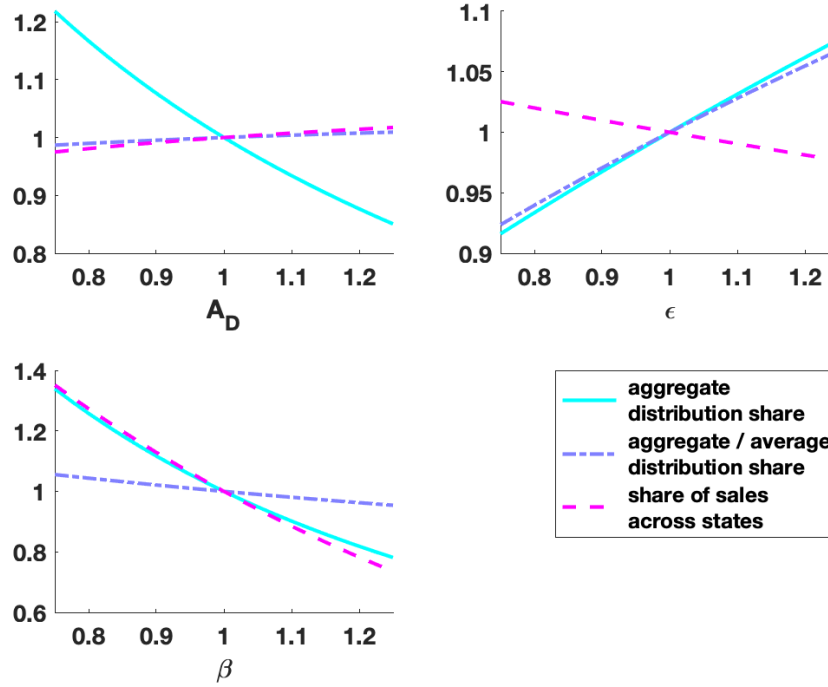 1.2
1.1
1
0.9
0.8
0.8 0.9 1 1.1 1.2
A_D
1.1
1.05
1
0.95
0.9
0.8 0.9 1 1.1 1.2
ϵ
1.4
1.2
1
0.8
0.6
0.8 0.9 1 1.1 1.2
β
aggregate
distribution share
aggregate / average
distribution share
share of sales
across states